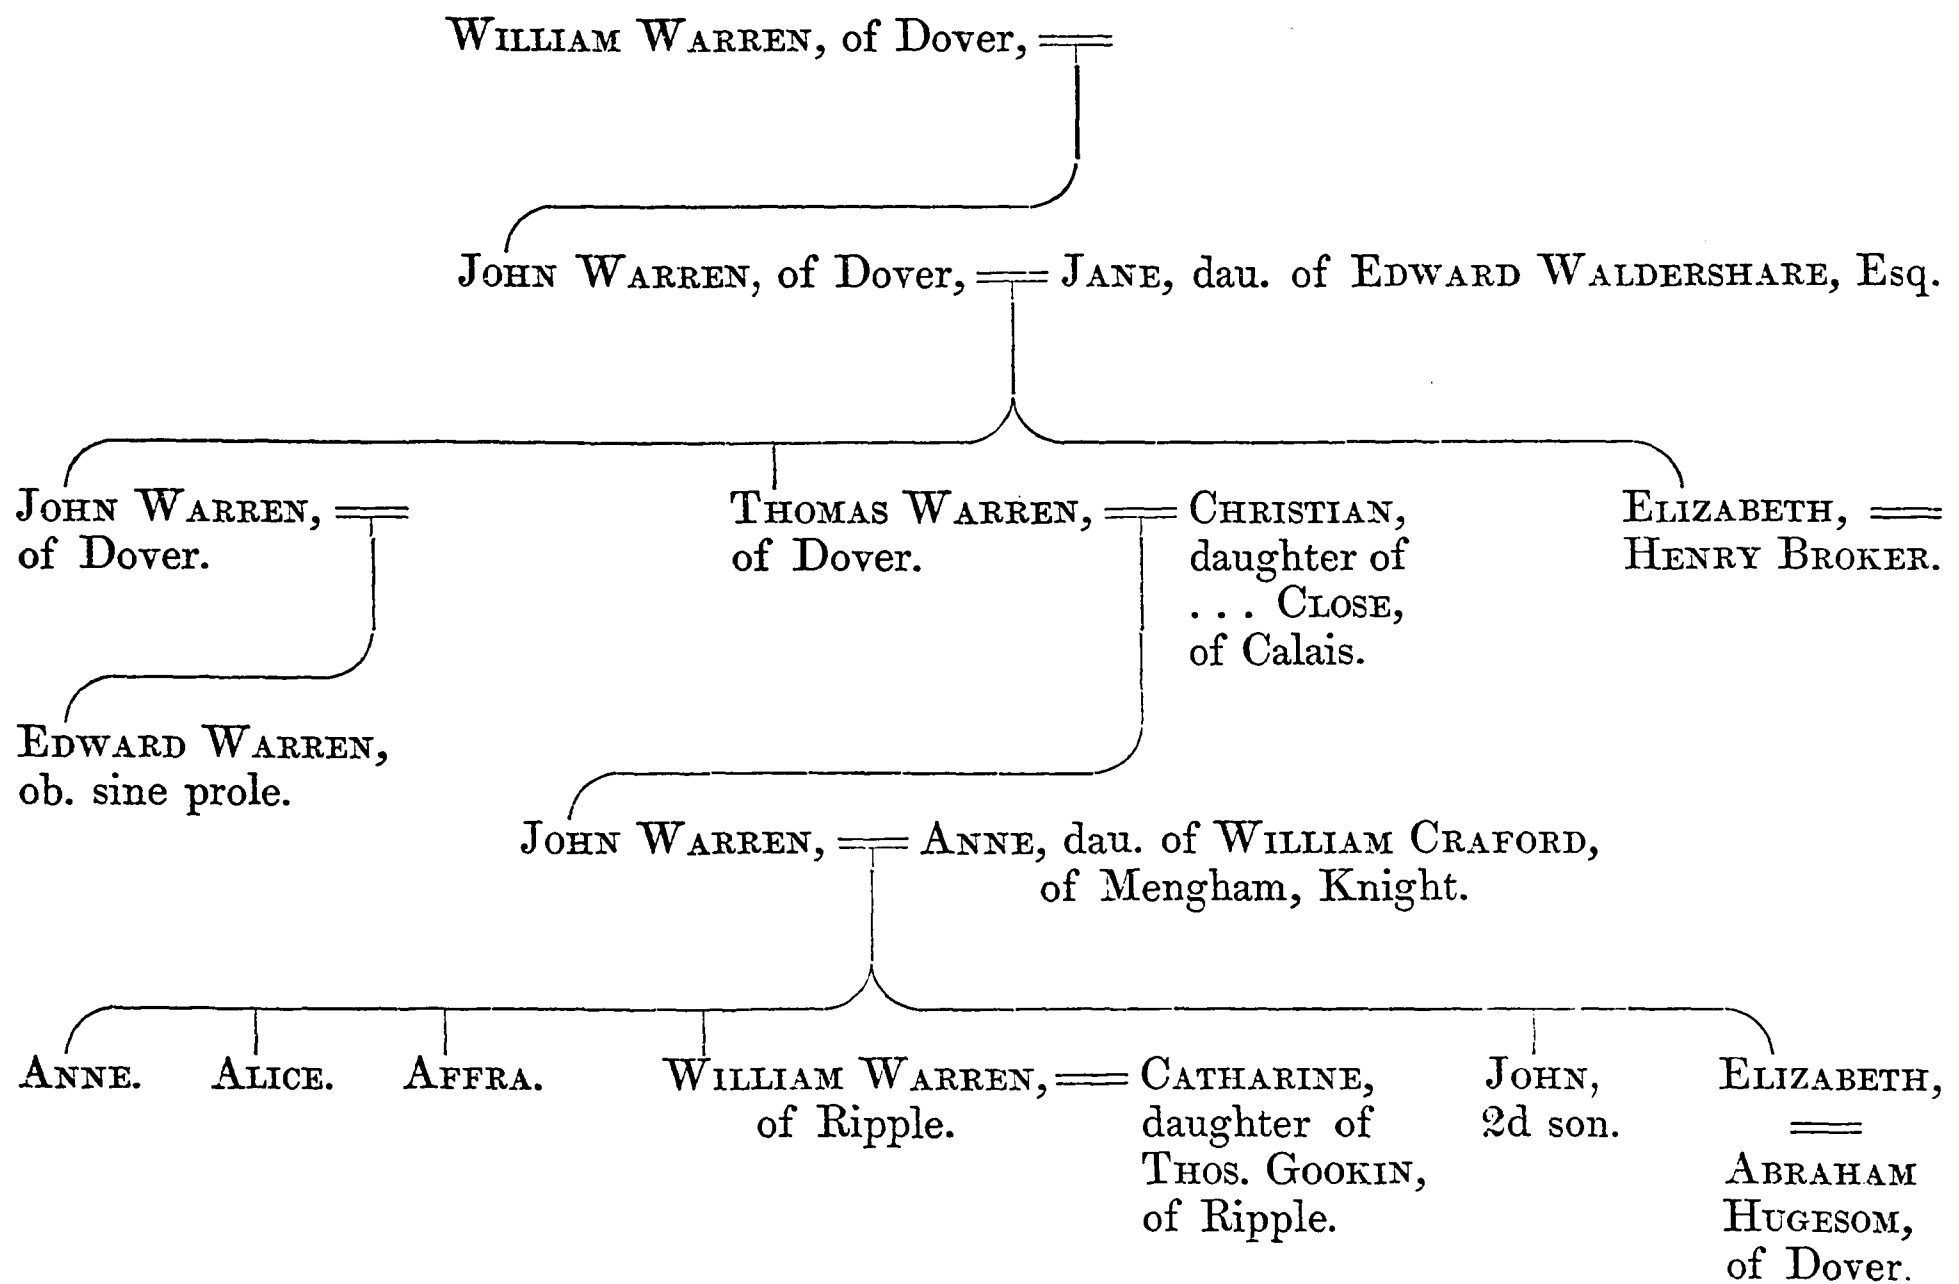 WILLIAM WARREN, of Dover,
JOHN WARREN, of Dover, JANE, dau. of EDWARD WALDERSHARE, Esq.
JOHN WARREN,
of Dover.
THOMAS WARREN,
of Dover.
CHRISTIAN,
daughter of
... CLOSE,
of Calais.
ELIZABETH,
HENRY BROKER.
EDWARD WARREN,
ob. sine prole.
JOHN WARREN, ANNE, dau. of WILLIAM CRAFORD,
of Mengham, Knight.
ANNE.
ALICE.
AFFRA.
WILLIAM WARREN,
of Ripple.
CATHARINE,
daughter of
THOS. GOOKIN,
of Ripple.
JOHN,
2d son.
ELIZABETH,
ABRAHAM
HUGESOM,
of Dover.